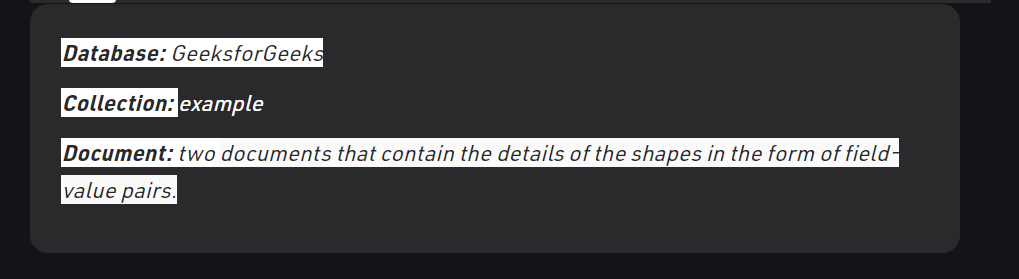 Database: GeeksforGeeks
Collection: example
Document: two documents that contain the details of the shapes in the form of field-
value pairs.